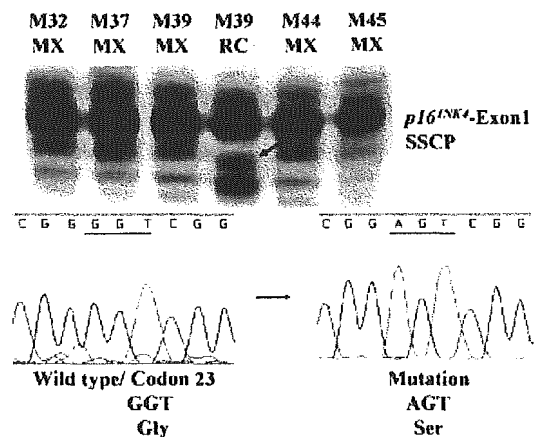 M32 M37 M39 M39 M44 M45
MX MX MX RC MX MX
p16INK4-Exon1
SSCP
C G G G G T C G G
C G G A G T C G G
Wild type/ Codon 23
GGT
Gly
Mutation
AGT
Ser